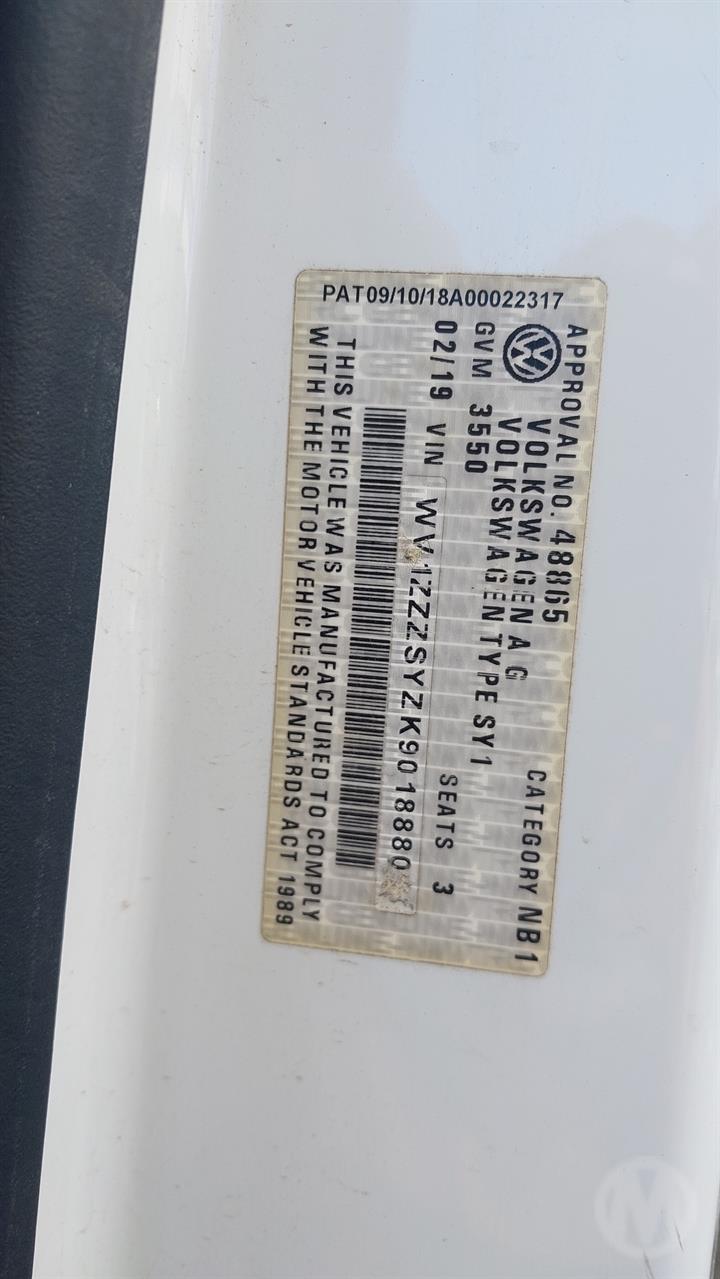 PAT09/10/18A00022317
APPROVAL NO. 48865 CATEGORY NB1
VOLKSWAGEN AG
VOLKSWAGEN TYPE SY1
GVM 3550
02/19 VIN WV1ZZZSYZK9018880 SEATS 3
THIS VEHICLE WAS MANUFACTURED TO COMPLY
WITH THE MOTOR VEHICLE STANDARDS ACT 1989
M